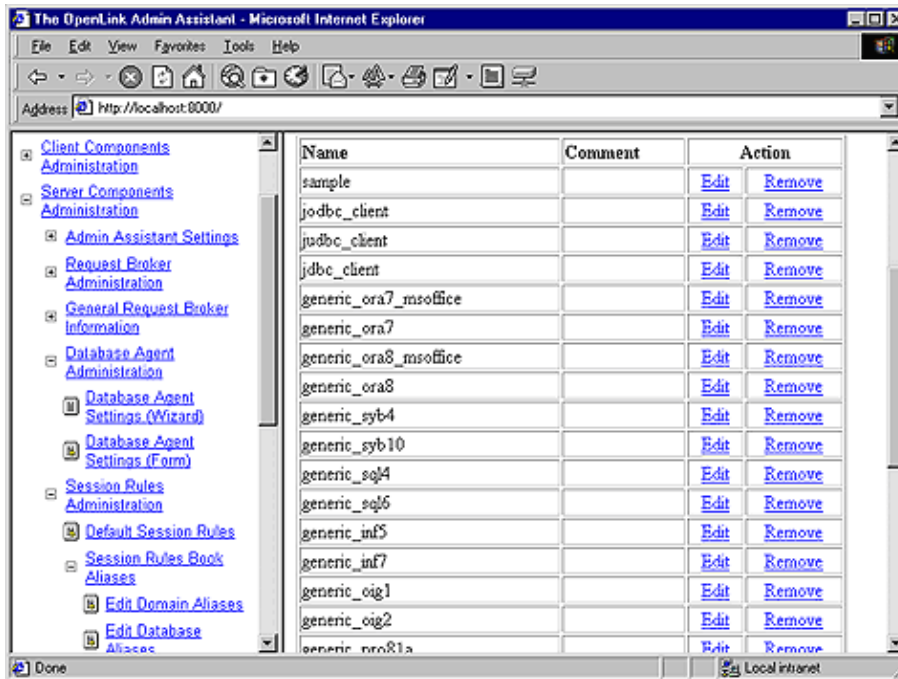 The OpenLink Admin Assistant - Microsoft Internet Explorer
File Edit View Favorites Tools Help
Address http://localhost:8000/
Client Components
Administration
Server Components
Administration
Admin Assistant Settings
Request Broker
Administration
General Request Broker
Information
Database Agent
Administration
Database Agent
Settings (Wizard)
Database Agent
Settings (Form)
Session Rules
Administration
Default Session Rules
Session Rules Book
Aliases
Edit Domain Aliases
Edit Database
Aliases
Name Comment Action
sample Edit Remove
jodbc_client Edit Remove
judbc_client Edit Remove
jdbc_client Edit Remove
generic_ora7_msoffice Edit Remove
generic_ora7 Edit Remove
generic_ora8_msoffice Edit Remove
generic_ora8 Edit Remove
generic_syb4 Edit Remove
generic_syb10 Edit Remove
generic_sql4 Edit Remove
generic_sql6 Edit Remove
generic_inf5 Edit Remove
generic_inf7 Edit Remove
generic_oig1 Edit Remove
generic_oig2 Edit Remove
generic_pro81a Edit Remove
Done Local intranet